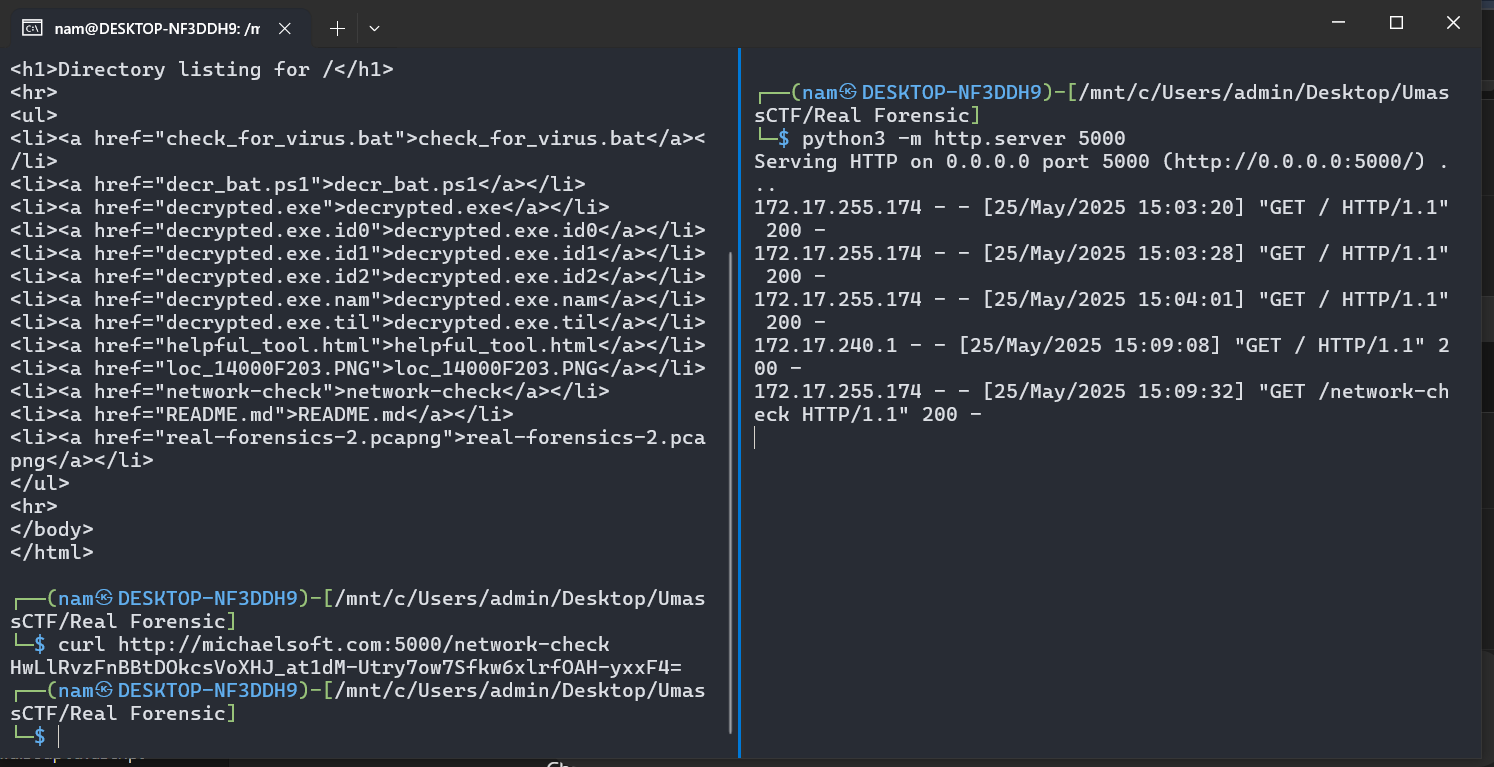 nam@DESKTOP-NF3DDH9: /m
<h1>Directory listing for /</h1>
<hr>
<ul>
<li><a href="check_for_virus.bat">check_for_virus.bat</a><
/li>
<li><a href="decr_bat.ps1">decr_bat.ps1</a></li>
<li><a href="decrypted.exe">decrypted.exe</a></li>
<li><a href="decrypted.exe.id0">decrypted.exe.id0</a></li>
<li><a href="decrypted.exe.id1">decrypted.exe.id1</a></li>
<li><a href="decrypted.exe.id2">decrypted.exe.id2</a></li>
<li><a href="decrypted.exe.nam">decrypted.exe.nam</a></li>
<li><a href="decrypted.exe.til">decrypted.exe.til</a></li>
<li><a href="helpful_tool.html">helpful_tool.html</a></li>
<li><a href="loc_14000F203.PNG">loc_14000F203.PNG</a></li>
<li><a href="network-check">network-check</a></li>
<li><a href="README.md">README.md</a></li>
<li><a href="real-forensics-2.pcapng">real-forensics-2.pca
png</a></li>
</ul>
<hr>
</body>
</html>
┌──(nam㉿DESKTOP-NF3DDH9)-[/mnt/c/Users/admin/Desktop/Umas
sCTF/Real Forensic]
└─$ curl http://michaelsoft.com:5000/network-check
HwLlRvzFnBBtDOkcsVoXHJ_at1dM-Utry7ow7Sfkw6xlrfOAH-yxxF4=
┌──(nam㉿DESKTOP-NF3DDH9)-[/mnt/c/Users/admin/Desktop/Umas
sCTF/Real Forensic]
└─$
┌──(nam㉿DESKTOP-NF3DDH9)-[/mnt/c/Users/admin/Desktop/Umas
sCTF/Real Forensic]
└─$ python3 -m http.server 5000
Serving HTTP on 0.0.0.0 port 5000 (http://0.0.0.0:5000/) .
..
172.17.255.174 - - [25/May/2025 15:03:20] "GET / HTTP/1.1"
200 -
172.17.255.174 - - [25/May/2025 15:03:28] "GET / HTTP/1.1"
200 -
172.17.255.174 - - [25/May/2025 15:04:01] "GET / HTTP/1.1"
200 -
172.17.240.1 - - [25/May/2025 15:09:08] "GET / HTTP/1.1" 2
00 -
172.17.255.174 - - [25/May/2025 15:09:32] "GET /network-ch
eck HTTP/1.1" 200 -